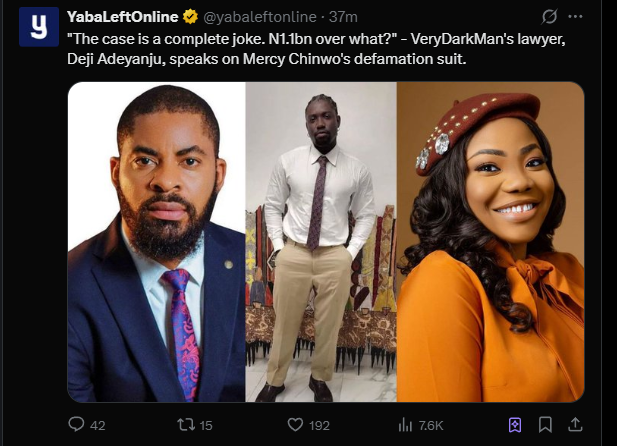 y
YabaLeftOnline @yabaleftonline · 37m
"The case is a complete joke. N1.1bn over what?" - VeryDarkMan's lawyer,
Deji Adeyanju, speaks on Mercy Chinwo's defamation suit.
42 15 192 7.6K